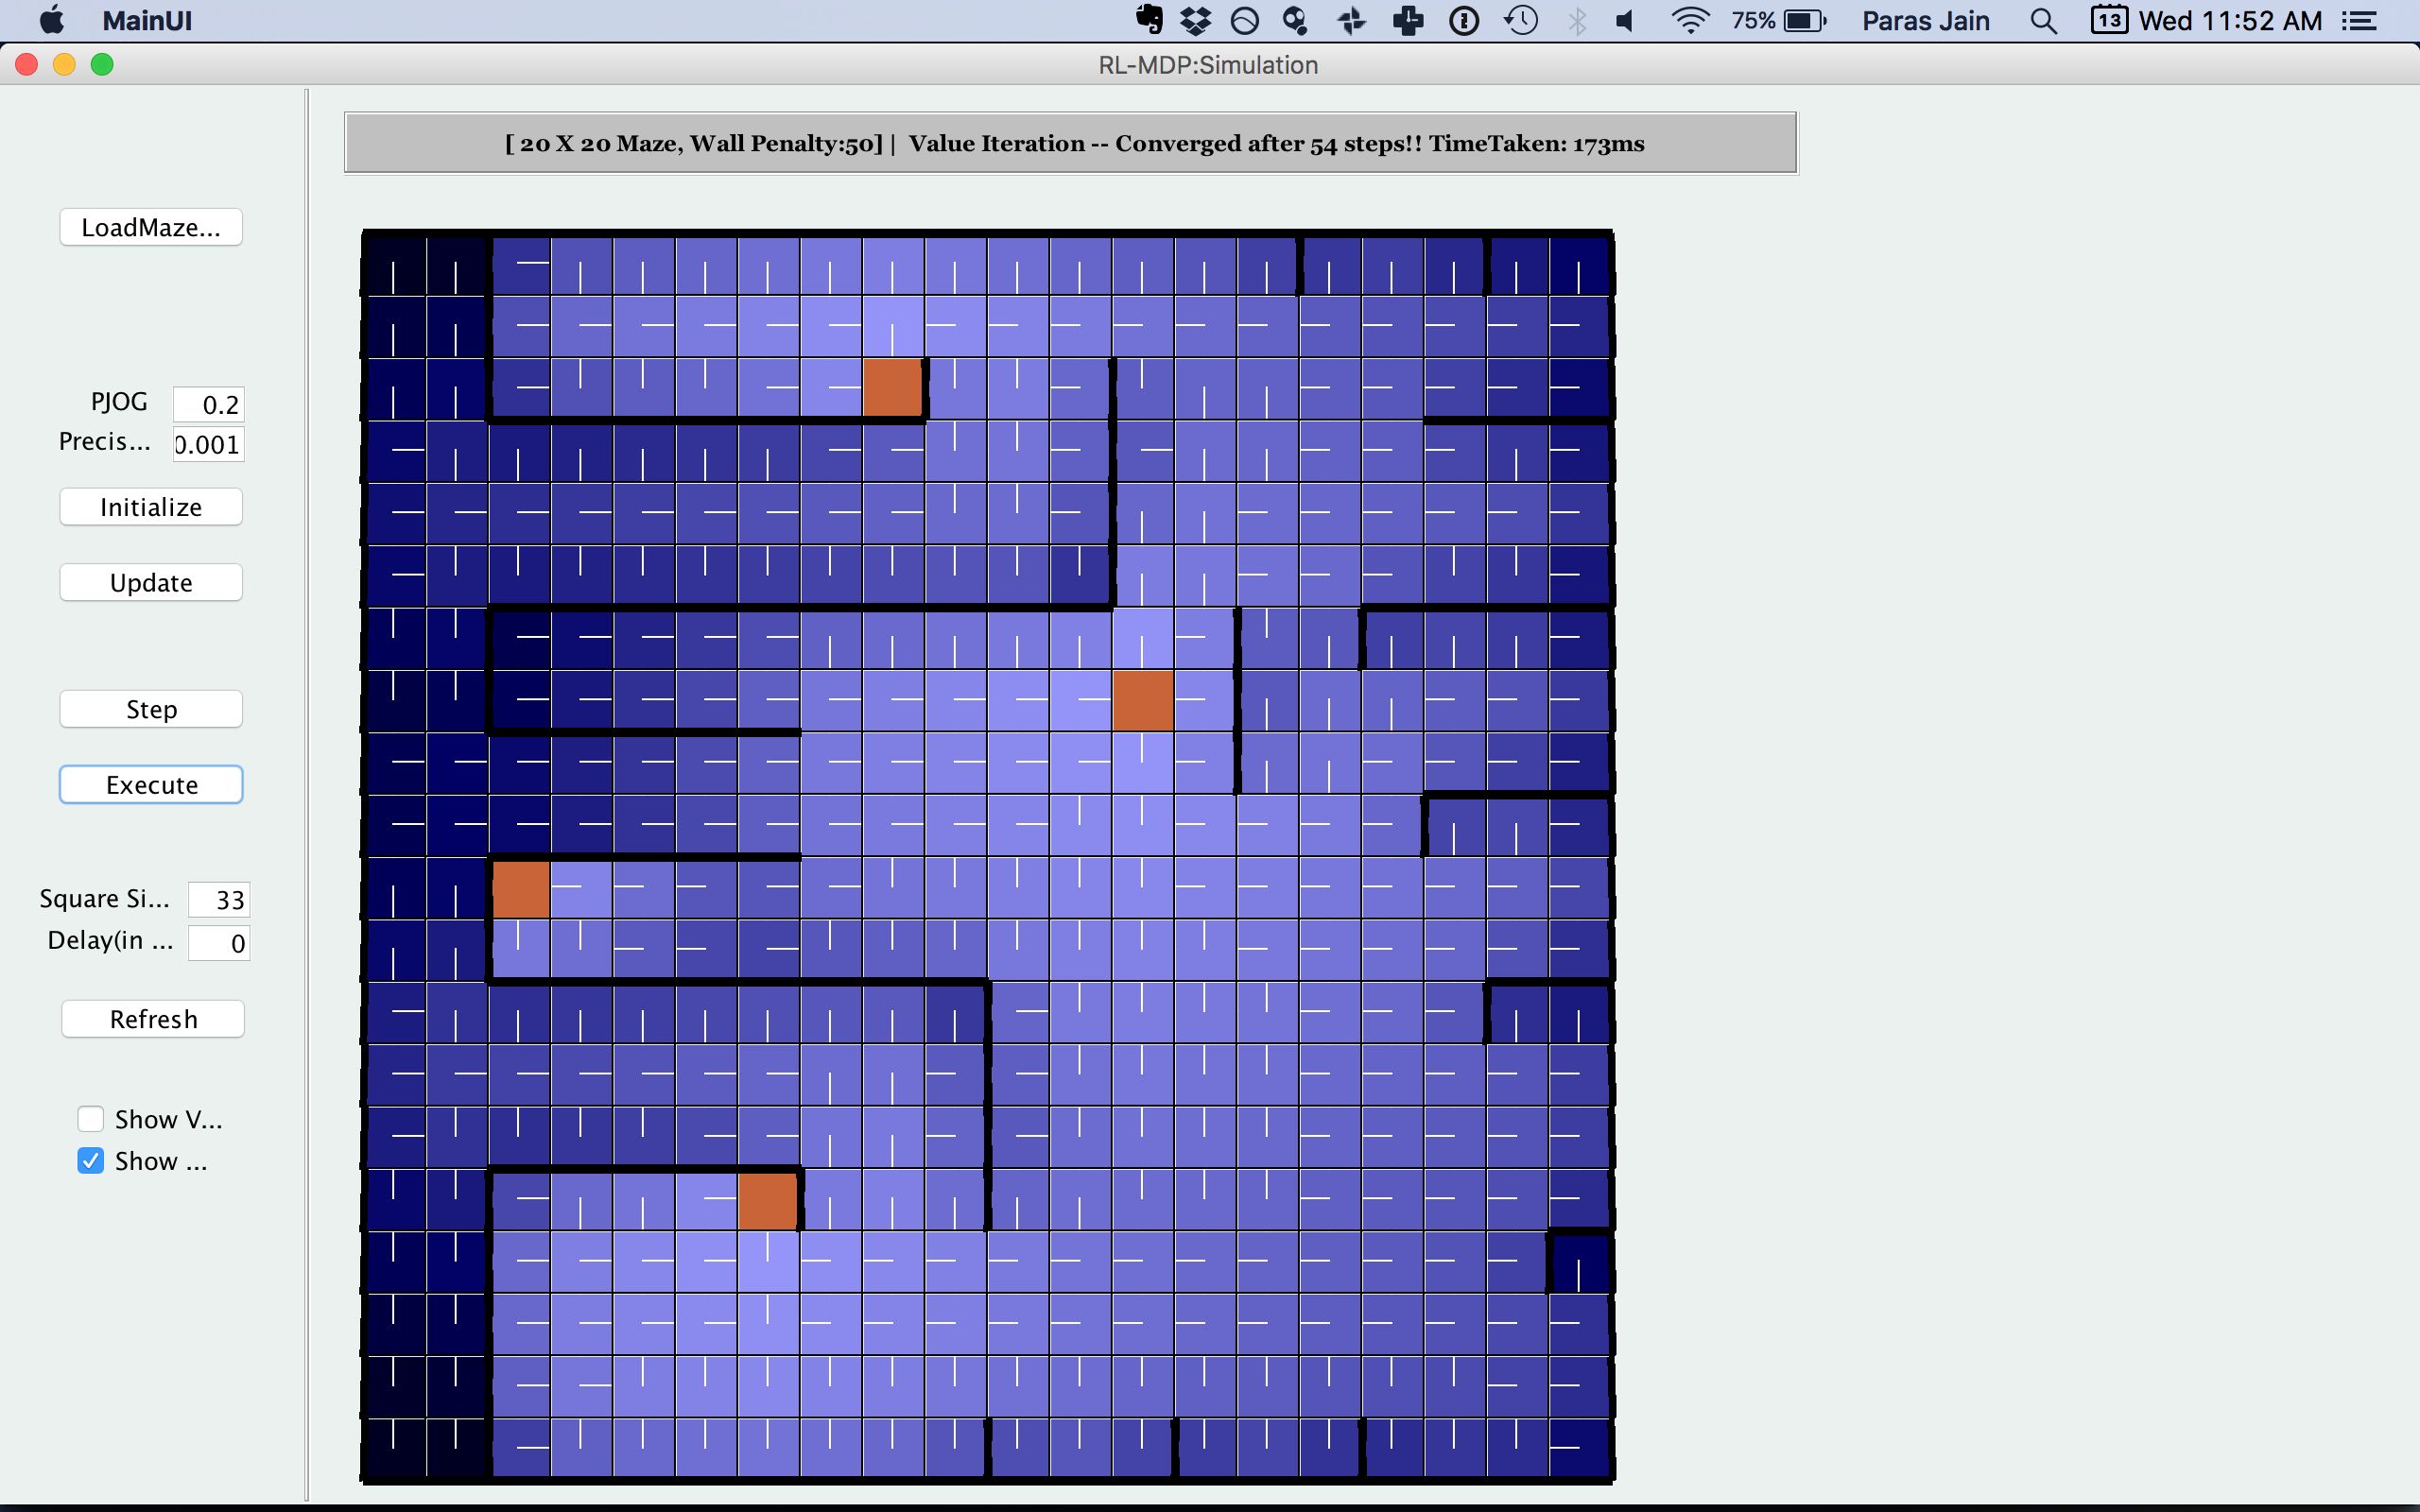 MainUI
75%
Paras Jain
13
Wed 11:52 AM
RL-MDP:Simulation
[ 20 X 20 Maze, Wall Penalty:50] | Value Iteration -- Converged after 54 steps!! TimeTaken: 173ms
LoadMaze...
PJOG 0.2
Precis... 0.001
Initialize
Update
Step
Execute
Square Si... 33
Delay(in ... 0
Refresh
Show V...
Show ...